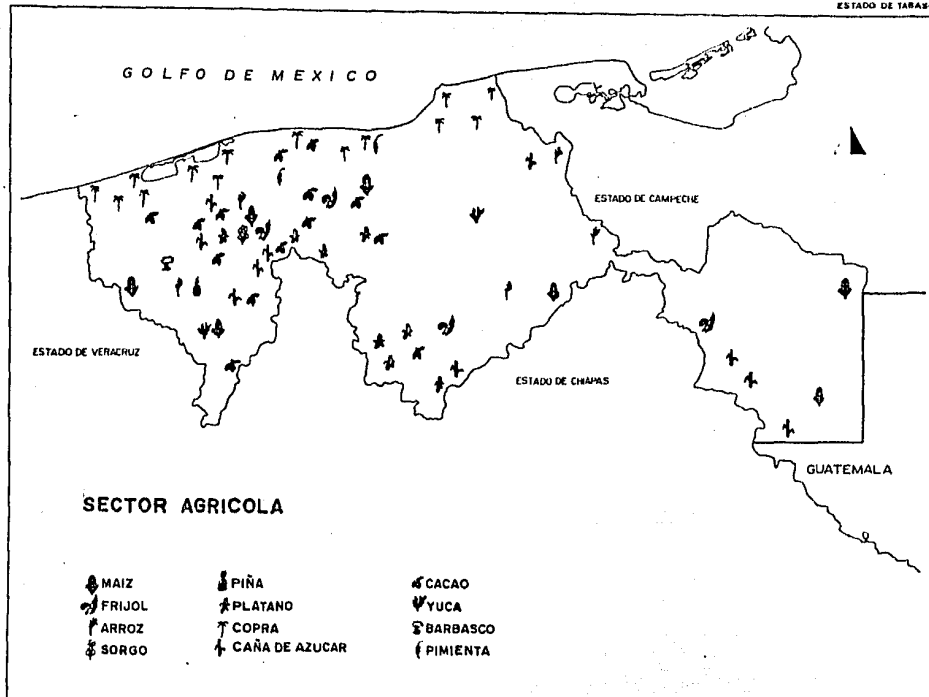 ESTADO DE TABAS
GOLFO DE MEXICO
ESTADO DE CAMPECHE
ESTADO DE VERACRUZ
ESTADO DE CHIAPAS
GUATEMALA
SECTOR AGRICOLA
MAIZ
FRIJOL
ARROZ
SORGO
PIÑA
PLATANO
COPRA
CAÑA DE AZUCAR
CACAO
YUCA
BARBASCO
PIMIENTA